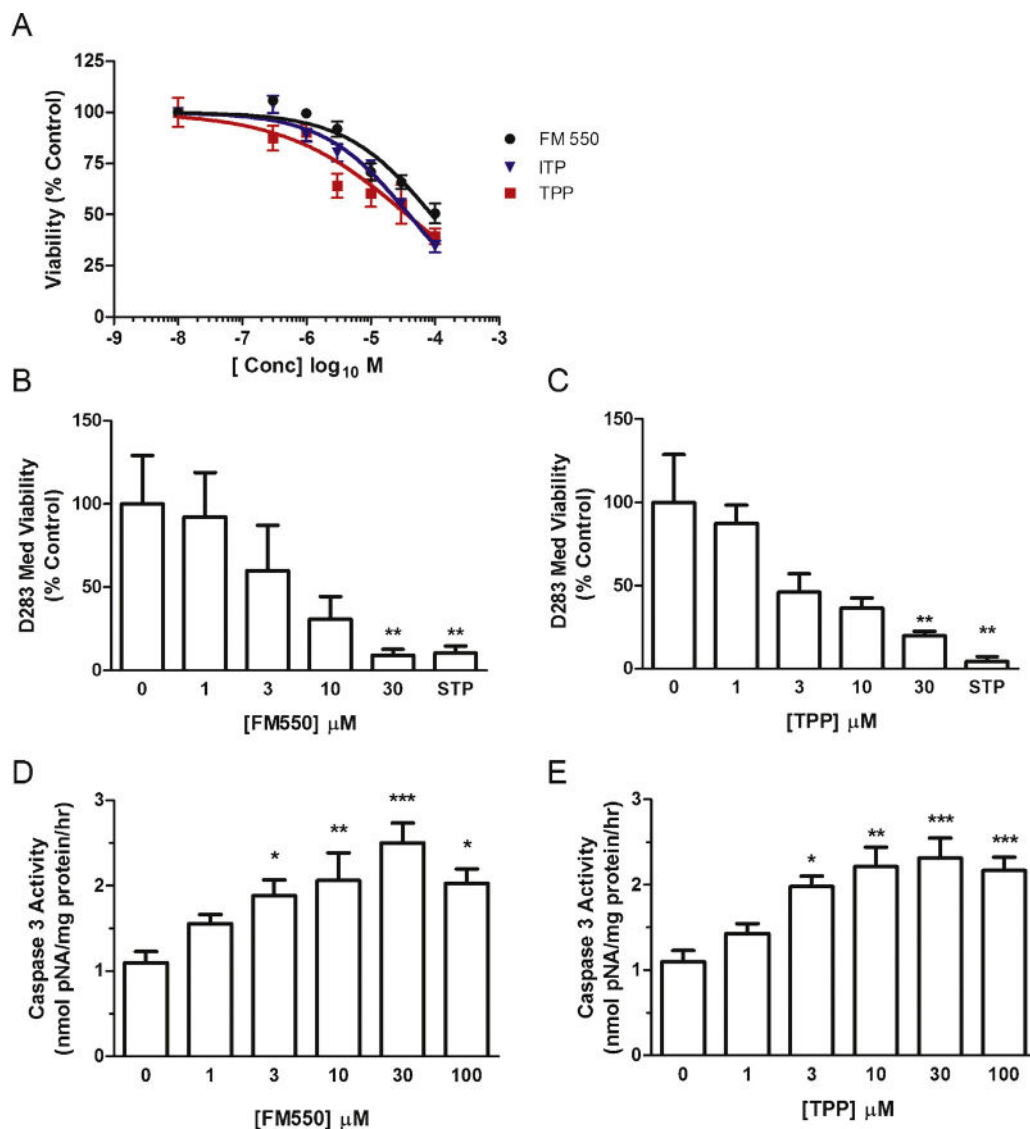 A
Viability (% Control)
125
100
75
50
25
0
-9
-8
-7
-6
-5
-4
-3
[ Conc] log10 M
FM 550
ITP
TPP
B
D283 Med Viability
(% Control)
150
100
50
0
** **
0 1 3 10 30 STP
[FM550] μM
C
D283 Med Viability
(% Control)
150
100
50
0
** **
0 1 3 10 30 STP
[TPP] μM
D
Caspase 3 Activity
(nmol pNA/mg protein/hr)
3
2
1
0
* ** *** *
0 1 3 10 30 100
[FM550] μM
E
Caspase 3 Activity
(nmol pNA/mg protein/hr)
3
2
1
0
* ** *** ***
0 1 3 10 30 100
[TPP] μM